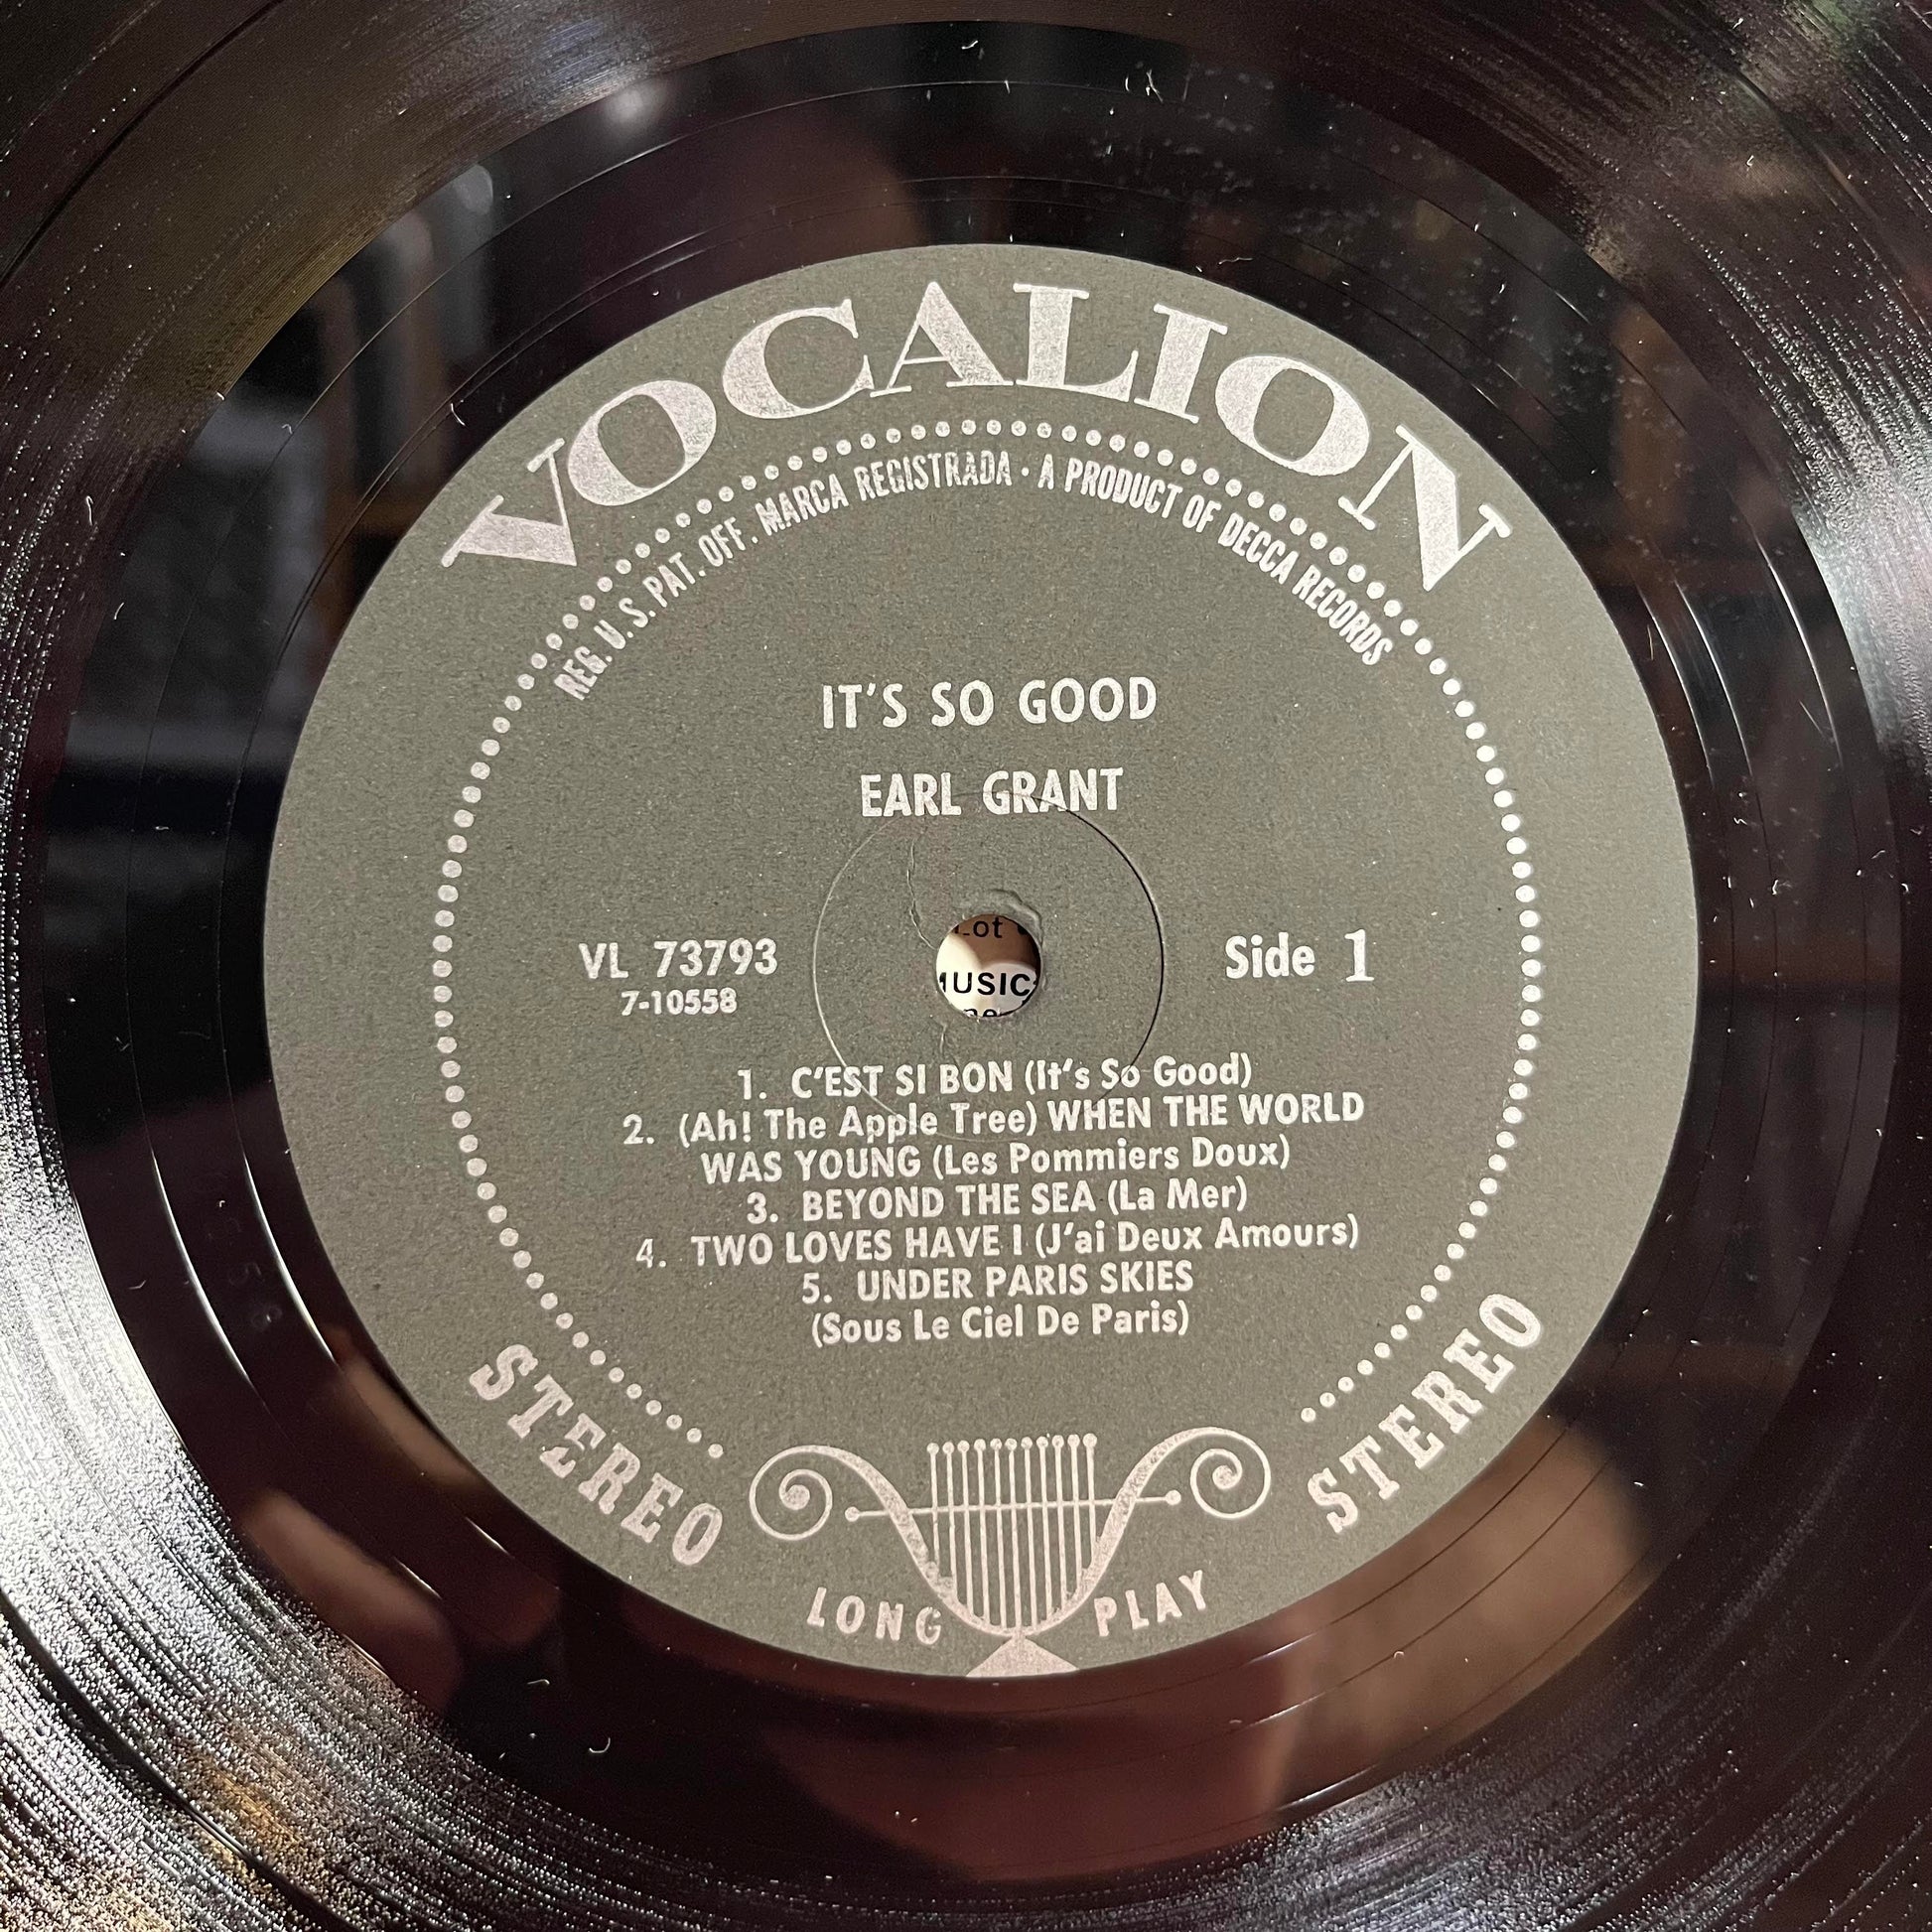 VOCALION
REG. U.S. PAT. OFF. MARCA REGISTRADA • A PRODUCT OF DECCA RECORDS
IT'S SO GOOD
EARL GRANT
VL 73793
7-10558
Side 1
MUSIC
1. C'EST SI BON (It's So Good)
2. (Ah! The Apple Tree) WHEN THE WORLD
WAS YOUNG (Les Pommiers Doux)
3. BEYOND THE SEA (La Mer)
4. TWO LOVES HAVE I (J'ai Deux Amours)
5. UNDER PARIS SKIES
(Sous Le Ciel De Paris)
STEREO
STEREO
LONG PLAY